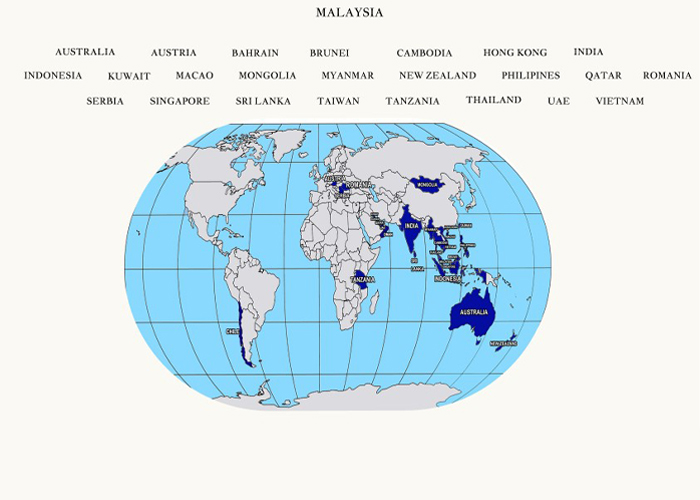 MALAYSIA
AUSTRALIA AUSTRIA BAHRAIN BRUNEI CAMBODIA HONG KONG INDIA
INDONESIA KUWAIT MACAO MONGOLIA MYANMAR NEW ZEALAND PHILIPINES QATAR ROMANIA
SERBIA SINGAPORE SRI LANKA TAIWAN TANZANIA THAILAND UAE VIETNAM
AUSTRIA
ROMANIA
MONGOLIA
INDIA
SRI
LANKA
TANZANIA
INDONESIA
AUSTRALIA
CHILE
NEW ZEALAND